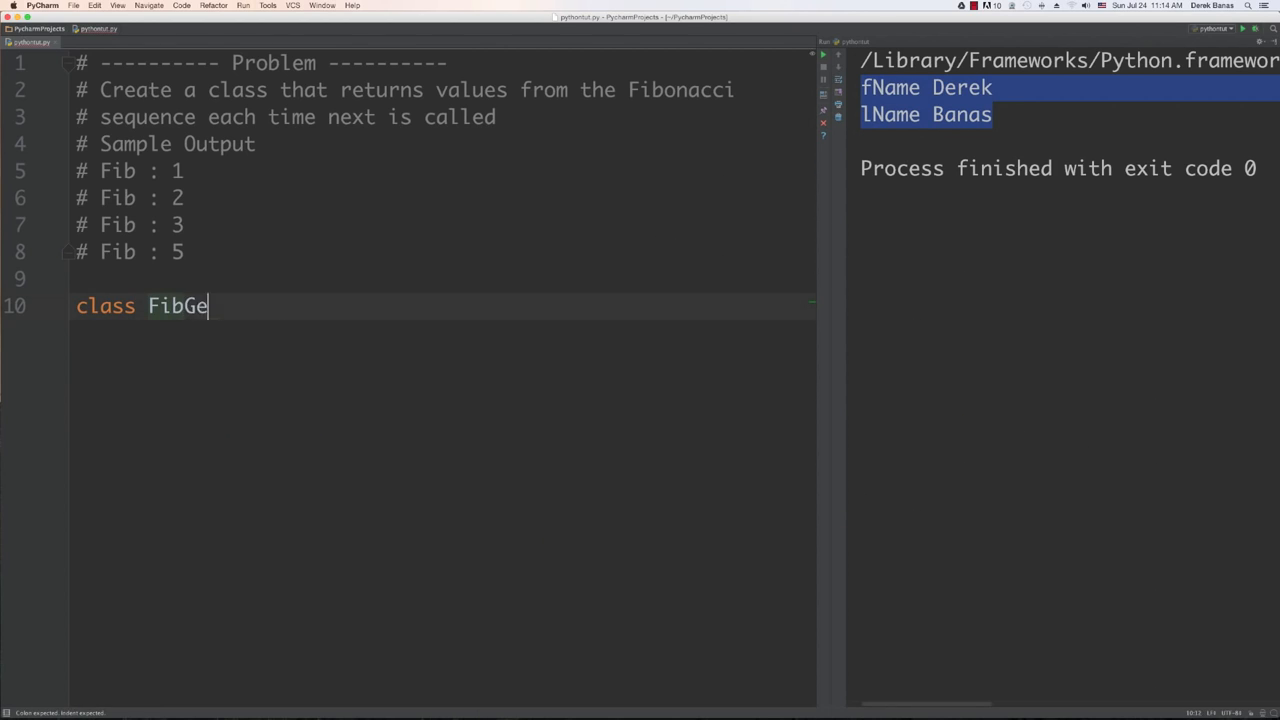 PyCharm File Edit View Navigate Code Refactor Run Tools VCS Window Help 10 Sun Jul 24 11:14 AM Derek Banas
pythontut.py - PycharmProjects - [~/PycharmProjects]
PycharmProjects pythontut.py pythontut
pythontut.py Run: pythontut
1 # ---------- Problem ----------
2 # Create a class that returns values from the Fibonacci
3 # sequence each time next is called
4 # Sample Output
5 # Fib : 1
6 # Fib : 2
7 # Fib : 3
8 # Fib : 5
9
10 class FibGe
/Library/Frameworks/Python.framewor
fName Derek
lName Banas
Process finished with exit code 0
Colon expected. Indent expected. 10:12 LF÷ UTF-8÷